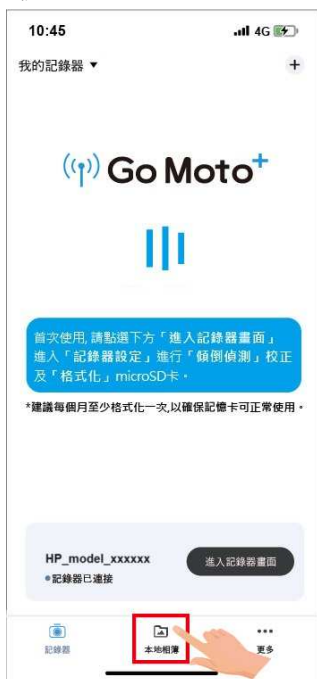 10:45 4G
我的記錄器 ▼ +
Go Moto+
首次使用,請點選下方「進入記錄器畫面」
進入「記錄器設定」進行「傾倒偵測」校正
及「格式化」microSD卡。
*建議每個月至少格式化一次,以確保記憶卡可正常使用。
HP_model_xxxxxx
進入記錄器畫面
•記錄器已連接
記錄器 本地相簿 更多